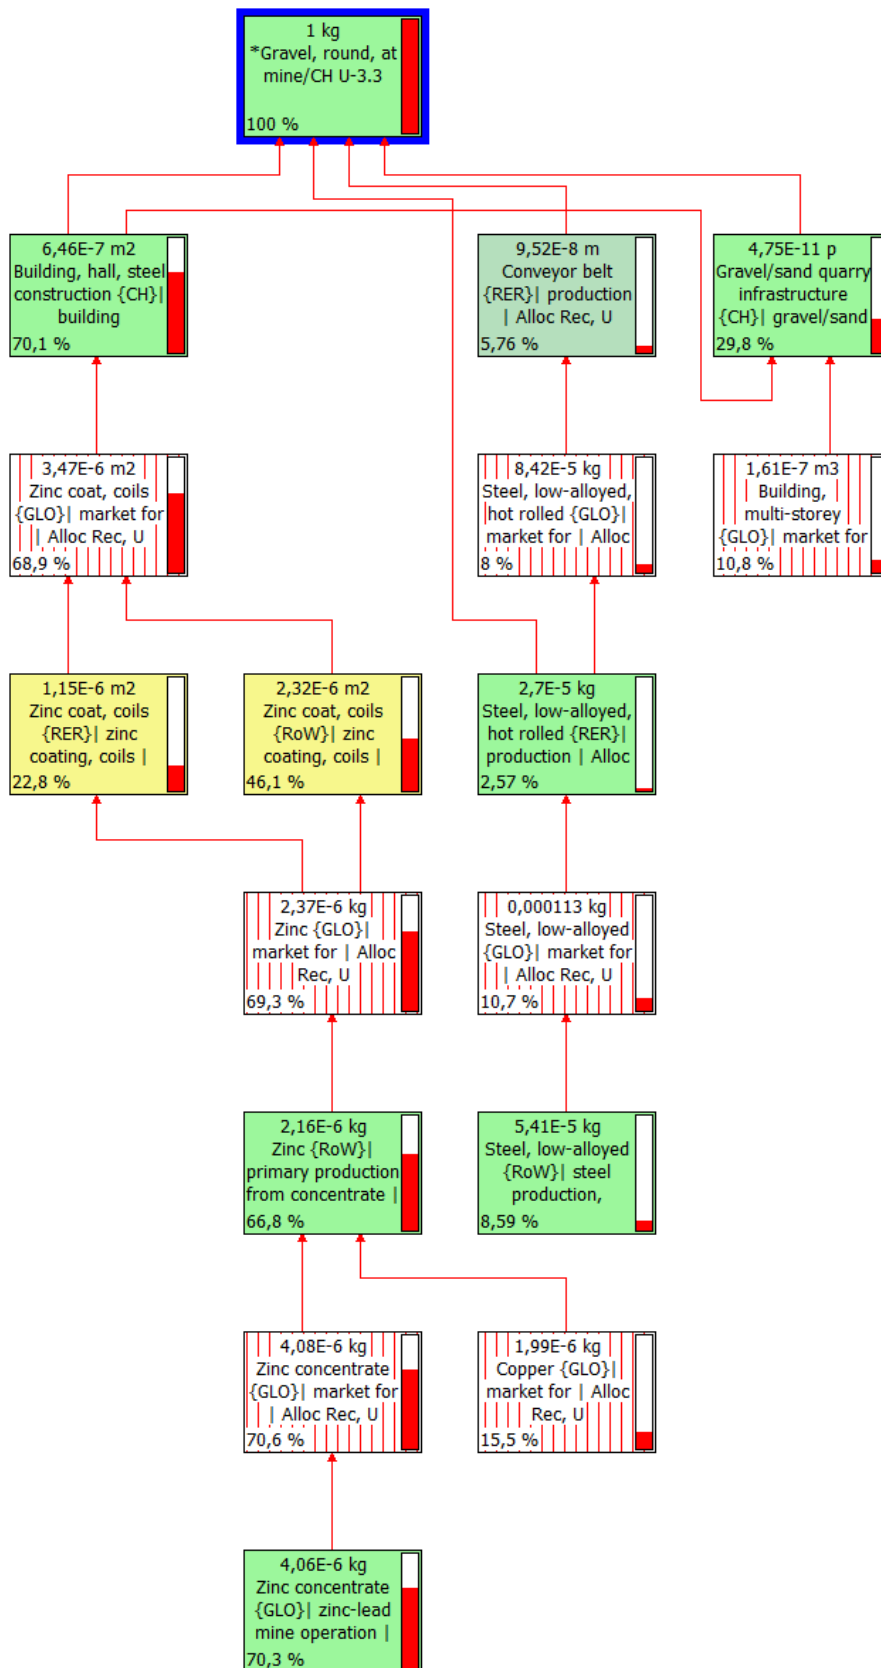 1 kg
*Gravel, round, at
mine/CH U-3.3
100 %
6,46E-7 m2
Building, hall, steel
construction {CH}|
building
70,1 %
9,52E-8 m
Conveyor belt
{RER}| production
| Alloc Rec, U
5,76 %
4,75E-11 p
Gravel/sand quarry
infrastructure
{CH}| gravel/sand
29,8 %
3,47E-6 m2
Zinc coat, coils
{GLO}| market for
| Alloc Rec, U
68,9 %
8,42E-5 kg
Steel, low-alloyed,
hot rolled {GLO}|
market for | Alloc
8 %
1,61E-7 m3
Building,
multi-storey
{GLO}| market for
10,8 %
1,15E-6 m2
Zinc coat, coils
{RER}| zinc
coating, coils |
22,8 %
2,32E-6 m2
Zinc coat, coils
{RoW}| zinc
coating, coils |
46,1 %
2,7E-5 kg
Steel, low-alloyed,
hot rolled {RER}|
production | Alloc
2,57 %
2,37E-6 kg
Zinc {GLO}|
market for | Alloc
Rec, U
69,3 %
0,000113 kg
Steel, low-alloyed
{GLO}| market for
| Alloc Rec, U
10,7 %
2,16E-6 kg
Zinc {RoW}|
primary production
from concentrate |
66,8 %
5,41E-5 kg
Steel, low-alloyed
{RoW}| steel
production,
8,59 %
4,08E-6 kg
Zinc concentrate
{GLO}| market for
| Alloc Rec, U
70,6 %
1,99E-6 kg
Copper {GLO}|
market for | Alloc
Rec, U
15,5 %
4,06E-6 kg
Zinc concentrate
{GLO}| zinc-lead
mine operation |
70,3 %